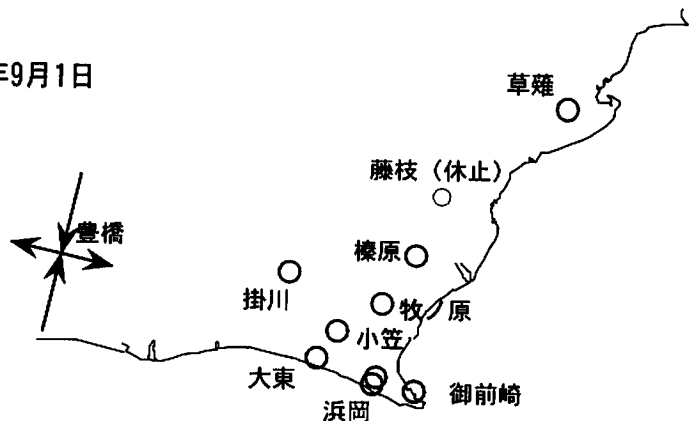 年9月1日
草薙
藤枝（休止）
豊橋
榛原
掛川
牧ノ原
小笠
大東
浜岡
御前崎